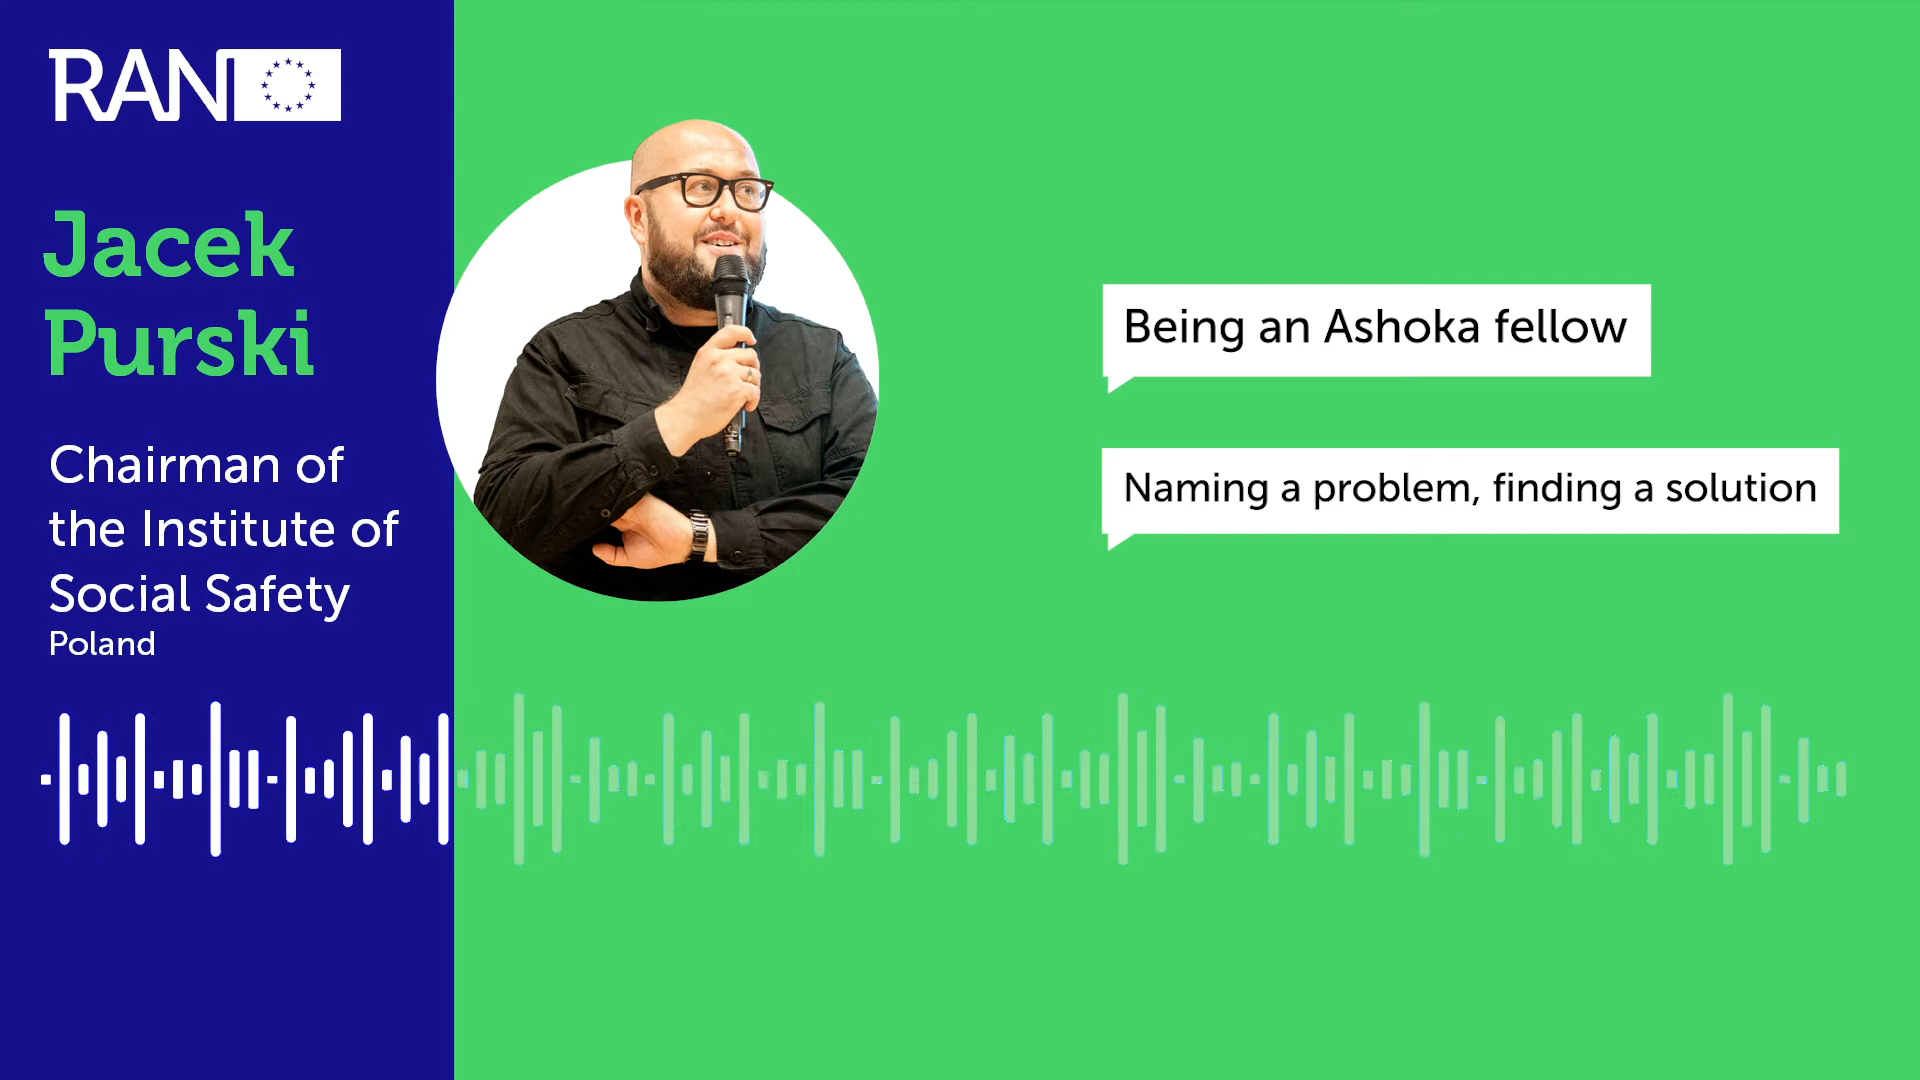 RAN
Jacek
Purski
Chairman of
the Institute of
Social Safety
Poland
Being an Ashoka fellow
Naming a problem, finding a solution